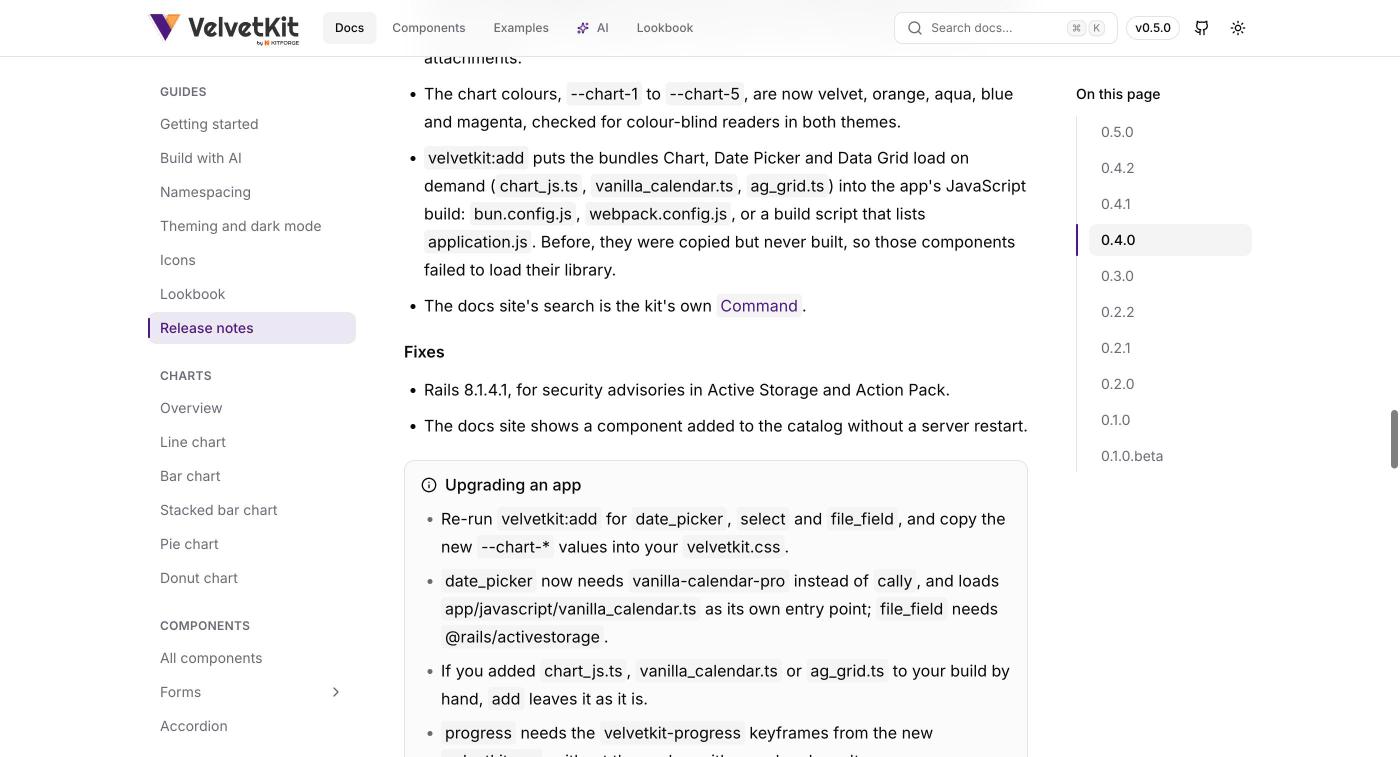 VelvetKit
by KITFORGE
Docs
Components
Examples
AI
Lookbook
Search docs...
⌘ K
v0.5.0
GUIDES
Getting started
Build with AI
Namespacing
Theming and dark mode
Icons
Lookbook
Release notes
CHARTS
Overview
Line chart
Bar chart
Stacked bar chart
Pie chart
Donut chart
COMPONENTS
All components
Forms
Accordion
attachments.
• The chart colours, --chart-1 to --chart-5, are now velvet, orange, aqua, blue
and magenta, checked for colour-blind readers in both themes.
• velvetkit:add puts the bundles Chart, Date Picker and Data Grid load on
demand (chart_js.ts, vanilla_calendar.ts, ag_grid.ts) into the app's JavaScript
build: bun.config.js, webpack.config.js, or a build script that lists
application.js. Before, they were copied but never built, so those components
failed to load their library.
• The docs site's search is the kit's own Command.
Fixes
• Rails 8.1.4.1, for security advisories in Active Storage and Action Pack.
• The docs site shows a component added to the catalog without a server restart.
Upgrading an app
• Re-run velvetkit:add for date_picker, select and file_field, and copy the
new --chart-* values into your velvetkit.css.
• date_picker now needs vanilla-calendar-pro instead of cally, and loads
app/javascript/vanilla_calendar.ts as its own entry point; file_field needs
@rails/activestorage.
• If you added chart_js.ts, vanilla_calendar.ts or ag_grid.ts to your build by
hand, add leaves it as it is.
• progress needs the velvetkit-progress keyframes from the new
On this page
0.5.0
0.4.2
0.4.1
0.4.0
0.3.0
0.2.2
0.2.1
0.2.0
0.1.0
0.1.0.beta